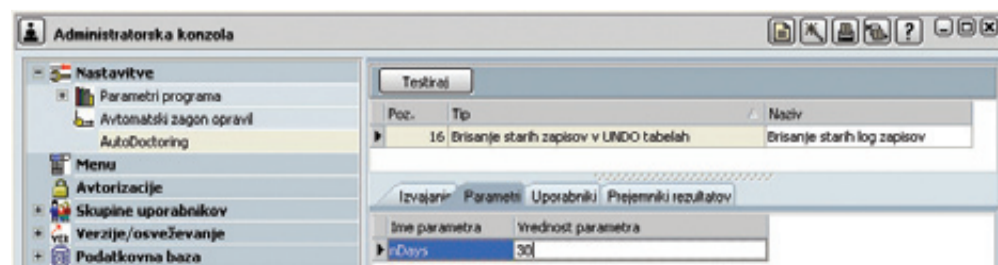 Administratorska konzola
?
Nastavitve
Parametri programa
Avtomatski zagon opravil
AutoDoctoring
Menu
Avtorizacije
Skupine uporabnikov
Verzije/osveževanje
Podatkovna baza
Testiraj
Poz. Tip Naziv
16 Brisanje starih zapisov v UNDO tabelah Brisanje starih log zapisov
Izvajanje Parametri Uporabniki Prejemniki rezultatov
Ime parametra Vrednost parametra
nDays 30